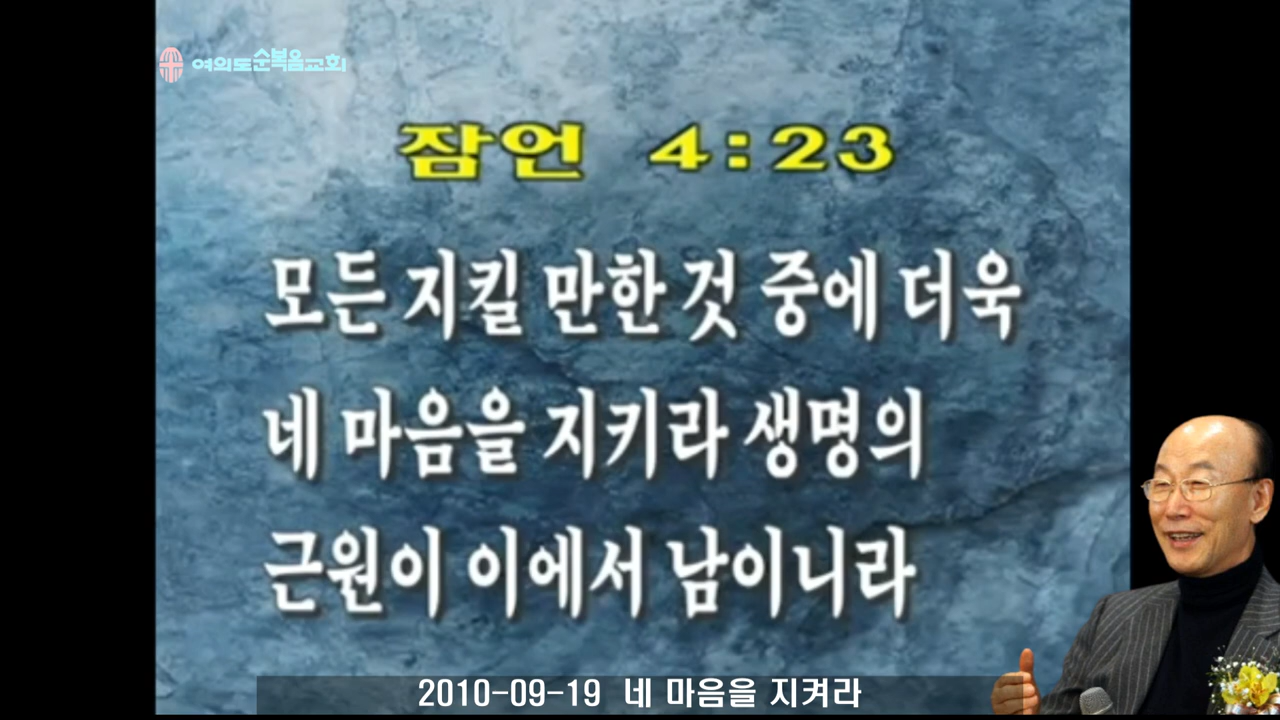 여의도순복음교회
잠언 4:23
모든 지킬 만한 것 중에 더욱
네 마음을 지키라 생명의
근원이 이에서 남이니라
2010-09-19 네 마음을 지켜라